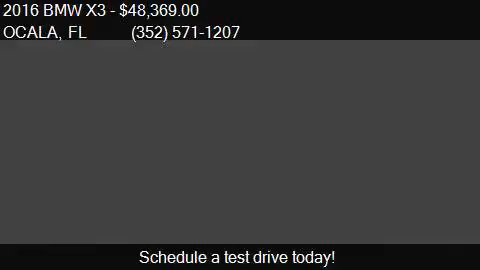 2016 BMW X3 - $48,369.00
OCALA, FL (352) 571-1207
Schedule a test drive today!